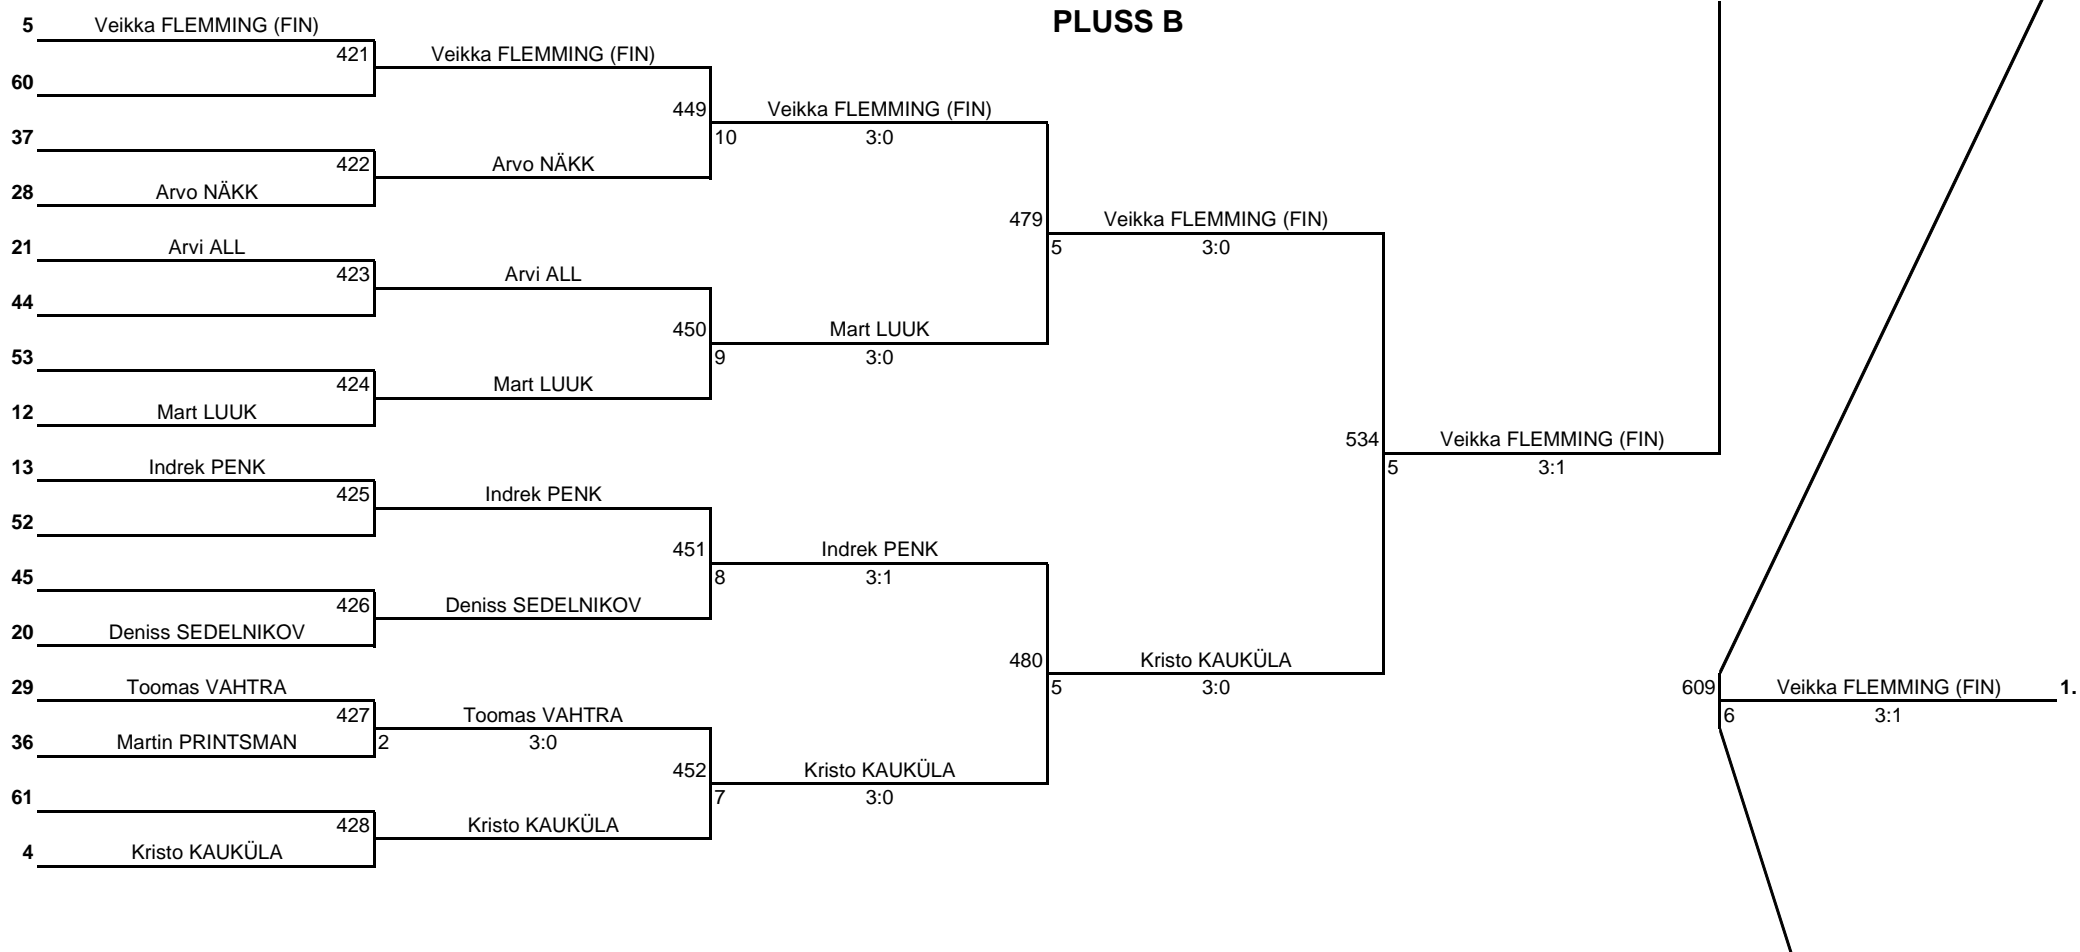 PLUSS B
5 Veikka FLEMMING (FIN)
421 Veikka FLEMMING (FIN)
60
449 Veikka FLEMMING (FIN)
37 10 3:0
422 Arvo NÄKK
28 Arvo NÄKK
479 Veikka FLEMMING (FIN)
21 Arvi ALL 5 3:0
423 Arvi ALL
44
450 Mart LUUK
53 9 3:0
424 Mart LUUK
12 Mart LUUK
534 Veikka FLEMMING (FIN)
13 Indrek PENK 5 3:1
425 Indrek PENK
52
451 Indrek PENK
45 8 3:1
426 Deniss SEDELNIKOV
20 Deniss SEDELNIKOV
480 Kristo KAUKÜLA
29 Toomas VAHTRA 5 3:0 609 Veikka FLEMMING (FIN) 1.
427 Toomas VAHTRA 6 3:1
36 Martin PRINTSMAN 2 3:0
452 Kristo KAUKÜLA
61 7 3:0
428 Kristo KAUKÜLA
4 Kristo KAUKÜLA